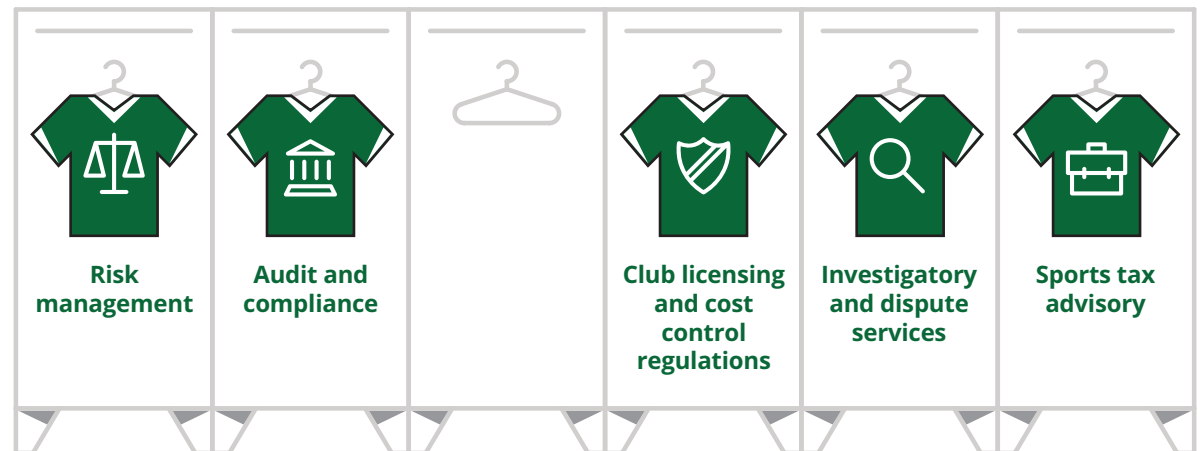 Risk
management
Audit and
compliance
Club licensing
and cost
control
regulations
Investigatory
and dispute
services
Sports tax
advisory